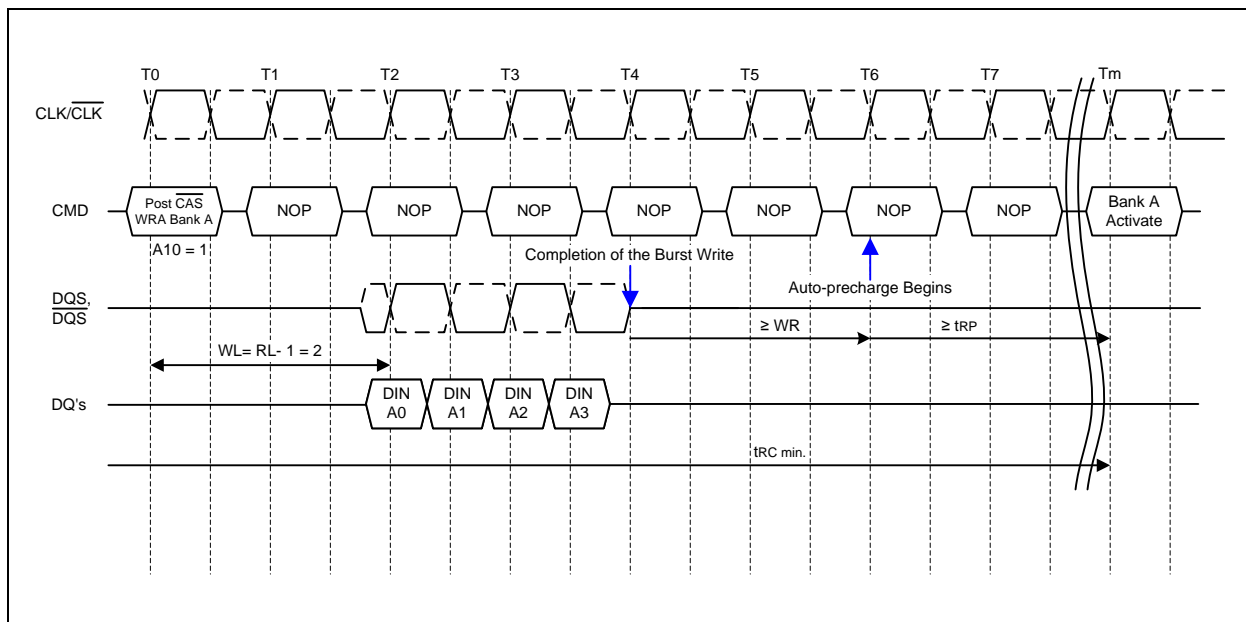 T0 T1 T2 T3 T4 T5 T6 T7 Tm
CLK/CLK
CMD
Post CAS
WRA Bank A
NOP NOP NOP NOP NOP NOP NOP
Bank A
Activate
A10 = 1
Completion of the Burst Write
Auto-precharge Begins
DQS,
DQS
≥ WR
≥ tRP
WL= RL- 1 = 2
DQ's
DIN
A0
DIN
A1
DIN
A2
DIN
A3
tRC min.